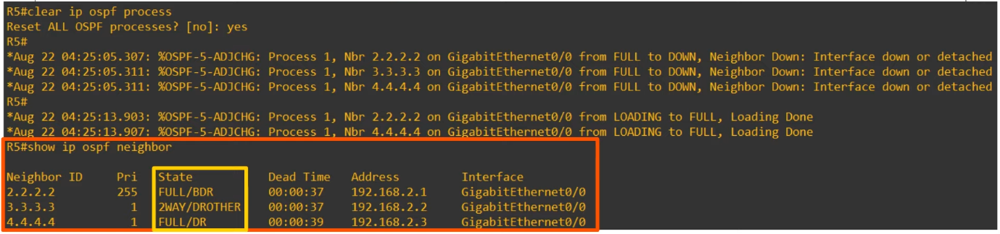 R5#clear ip ospf process
Reset ALL OSPF processes? [no]: yes
R5#
*Aug 22 04:25:05.307: %OSPF-5-ADJCHG: Process 1, Nbr 2.2.2.2 on GigabitEthernet0/0 from FULL to DOWN, Neighbor Down: Interface down or detached
*Aug 22 04:25:05.311: %OSPF-5-ADJCHG: Process 1, Nbr 3.3.3.3 on GigabitEthernet0/0 from FULL to DOWN, Neighbor Down: Interface down or detached
*Aug 22 04:25:05.311: %OSPF-5-ADJCHG: Process 1, Nbr 4.4.4.4 on GigabitEthernet0/0 from FULL to DOWN, Neighbor Down: Interface down or detached
R5#
*Aug 22 04:25:13.903: %OSPF-5-ADJCHG: Process 1, Nbr 2.2.2.2 on GigabitEthernet0/0 from LOADING to FULL, Loading Done
*Aug 22 04:25:13.907: %OSPF-5-ADJCHG: Process 1, Nbr 4.4.4.4 on GigabitEthernet0/0 from LOADING to FULL, Loading Done
R5#show ip ospf neighbor
Neighbor ID     Pri   State           Dead Time   Address         Interface
2.2.2.2         255   FULL/BDR        00:00:37    192.168.2.1     GigabitEthernet0/0
3.3.3.3           1   2WAY/DROTHER    00:00:37    192.168.2.2     GigabitEthernet0/0
4.4.4.4           1   FULL/DR         00:00:39    192.168.2.3     GigabitEthernet0/0